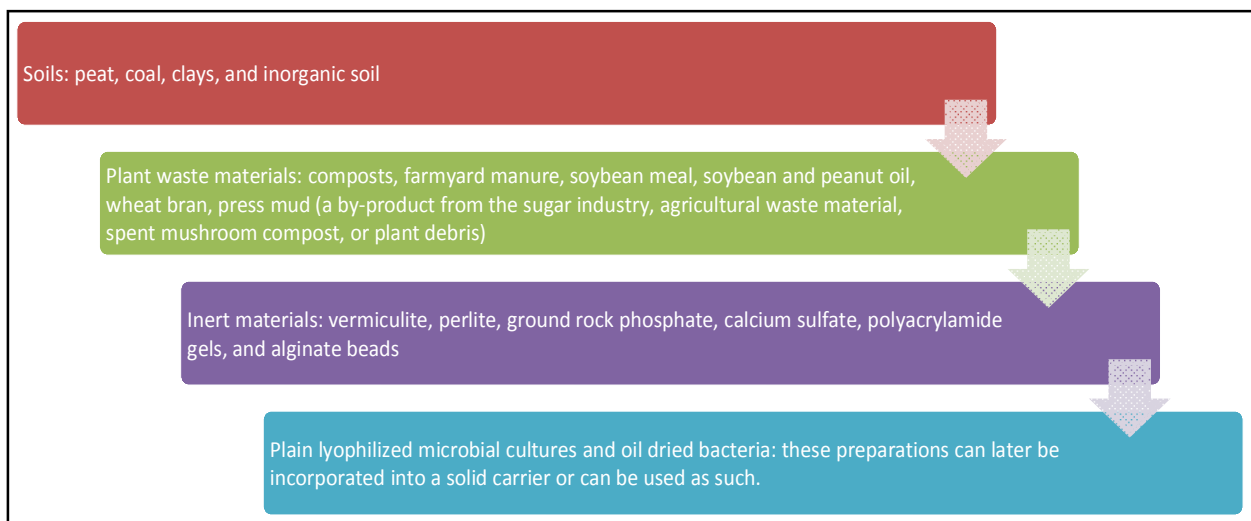 Soils: peat, coal, clays, and inorganic soil
Plant waste materials: composts, farmyard manure, soybean meal, soybean and peanut oil,
wheat bran, press mud (a by-product from the sugar industry, agricultural waste material,
spent mushroom compost, or plant debris)
Inert materials: vermiculite, perlite, ground rock phosphate, calcium sulfate, polyacrylamide
gels, and alginate beads
Plain lyophilized microbial cultures and oil dried bacteria: these preparations can later be
incorporated into a solid carrier or can be used as such.